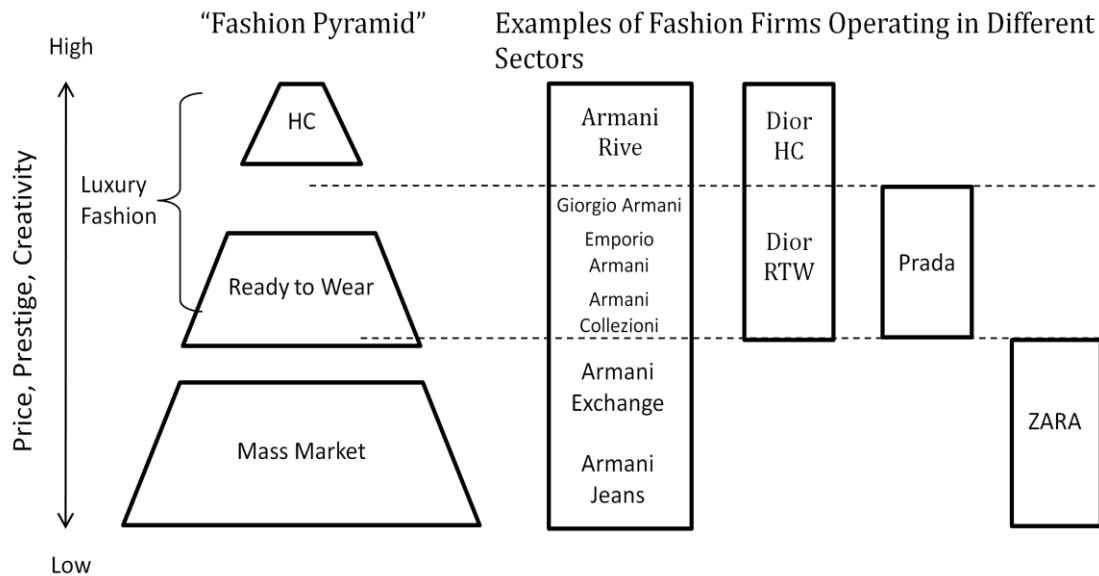 “Fashion Pyramid”
Examples of Fashion Firms Operating in Different
Sectors
High
Price, Prestige, Creativity
Low
Luxury
Fashion
HC
Ready to Wear
Mass Market
Armani
Rive
Giorgio Armani
Emporio
Armani
Armani
Collezioni
Armani
Exchange
Armani
Jeans
Dior
HC
Dior
RTW
Prada
ZARA